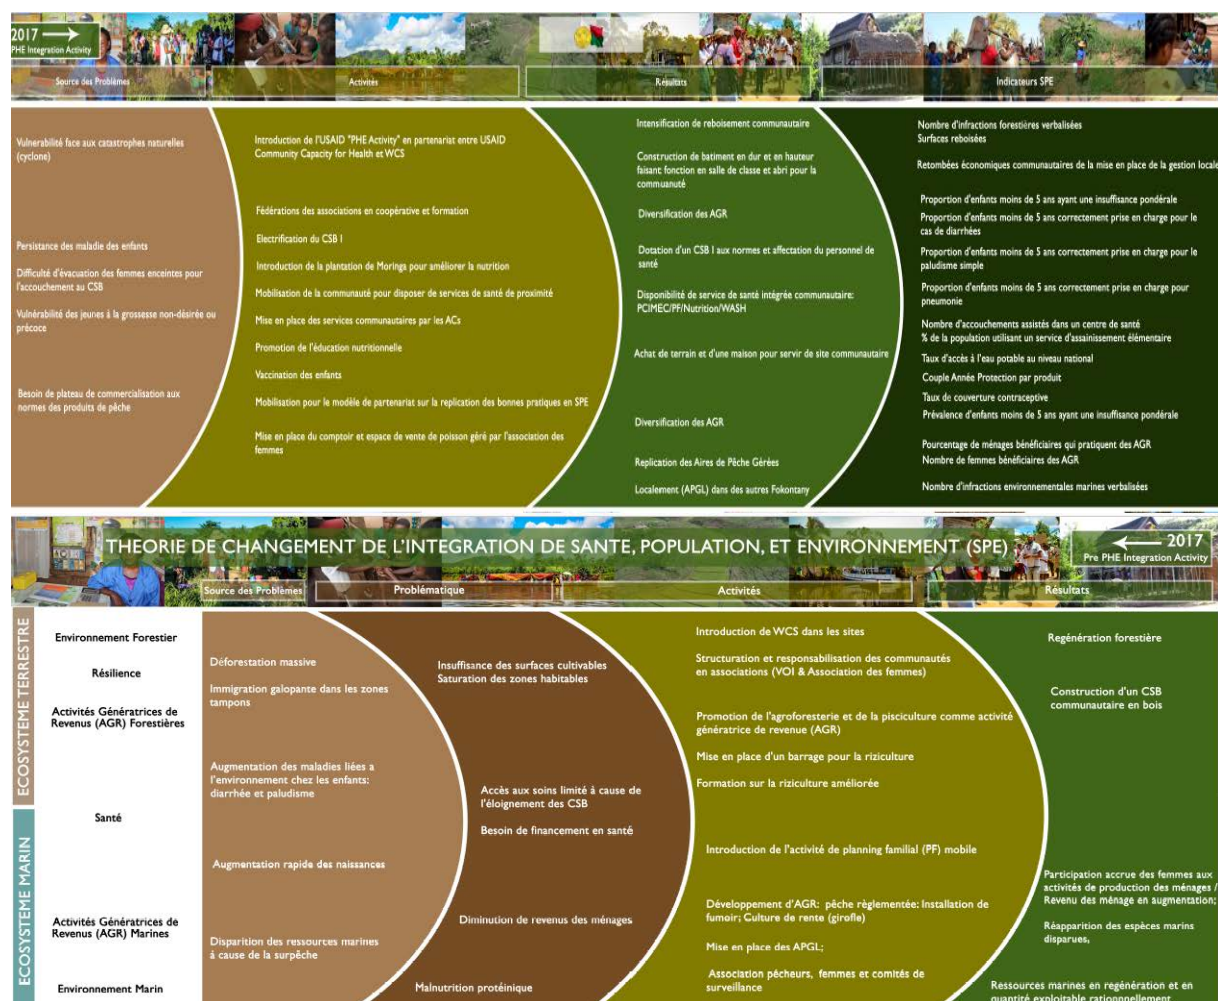 2017
PHE Integration Activity
Source des Problèmes
Activités
Résultats
Indicateurs SPE
Vulnérabilité face aux catastrophes naturelles
(cyclone)
Persistance des maladie des enfants
Difficulté d'évacuation des femmes enceintes pour
l'accouchement au CSB
Vulnérabilité des jeunes à la grossesse non-désirée ou
précoce
Besoin de plateau de commercialisation aux
normes des produits de pêche
Introduction de l'USAID "PHE Activity" en partenariat entre USAID
Community Capacity for Health et WCS
Fédérations des associations en coopérative et formation
Electrification du CSB I
Introduction de la plantation de Moringa pour améliorer la nutrition
Mobilisation de la communauté pour disposer de services de santé de proximité
Mise en place des services communautaires par les ACs
Promotion de l'éducation nutritionnelle
Vaccination des enfants
Mobilisation pour le modèle de partenariat sur la replication des bonnes pratiques en SPE
Mise en place du comptoir et espace de vente de poisson géré par l'association des
femmes
Intensification de reboisement communautaire
Construction de batiment en dur et en hauteur
faisant fonction en salle de classe et abri pour la
commuanuté
Diversification des AGR
Dotation d'un CSB I aux normes et affectation du personnel de
santé
Disponibilité de service de santé intégrée communautaire:
PCIMEC/PF/Nutrition/WASH
Achat de terrain et d'une maison pour servir de site communautaire
Diversification des AGR
Replication des Aires de Pêche Gérées
Localement (APGL) dans des autres Fokontany
Nombre d'infractions forestières verbalisées
Surfaces reboisées
Retombées économiques communautaires de la mise en place de la gestion locale
Proportion d'enfants moins de 5 ans ayant une insuffisance pondérale
Proportion d'enfants moins de 5 ans correctement prise en charge pour le
cas de diarrhées
Proportion d'enfants moins de 5 ans correctement prise en charge pour le
paludisme simple
Proportion d'enfants moins de 5 ans correctement prise en charge pour
pneumonie
Nombre d'accouchements assistés dans un centre de santé
% de la population utilisant un service d'assainissement élémentaire
Taux d'accès à l'eau potable au niveau national
Couple Année Protection par produit
Taux de couverture contraceptive
Prévalence d'enfants moins de 5 ans ayant une insuffisance pondérale
Pourcentage de ménages bénéficiaires qui pratiquent des AGR
Nombre de femmes bénéficiaires des AGR
Nombre d'infractions environnementales marines verbalisées
THEORIE DE CHANGEMENT DE L'INTEGRATION DE SANTE, POPULATION, ET ENVIRONNEMENT (SPE)
2017
Pre PHE Integration Activity
Source des Problèmes
Problématique
Activités
Résultats
ECOSYSTEME TERRESTRE
ECOSYSTEME MARIN
Environnement Forestier
Résilience
Activités Génératrices de
Revenus (AGR) Forestières
Santé
Activités Génératrices de
Revenus (AGR) Marines
Environnement Marin
Déforestation massive
Immigration galopante dans les zones
tampons
Augmentation des maladies liées a
l'environnement chez les enfants:
diarrhée et paludisme
Augmentation rapide des naissances
Disparition des ressources marines
à cause de la surpêche
Insuffisance des surfaces cultivables
Saturation des zones habitables
Accès aux soins limité à cause de
l'éloignement des CSB
Besoin de financement en santé
Diminution de revenus des ménages
Malnutrition protéinique
Introduction de WCS dans les sites
Structuration et responsabilisation des communautés
en associations (VOI & Association des femmes)
Promotion de l'agroforesterie et de la pisciculture comme activité
génératrice de revenue (AGR)
Mise en place d'un barrage pour la riziculture
Formation sur la riziculture améliorée
Introduction de l'activité de planning familial (PF) mobile
Développement d'AGR: pêche règlementée: Installation de
fumoir; Culture de rente (girofle)
Mise en place des APGL;
Association pêcheurs, femmes et comités de
surveillance
Regénération forestière
Construction d'un CSB
communautaire en bois
Participation accrue des femmes aux
activités de production des ménages /
Revenu des ménage en augmentation;
Réapparition des espèces marins
disparues,
Ressources marines en regénération et en
quantité exploitable rationnnellement